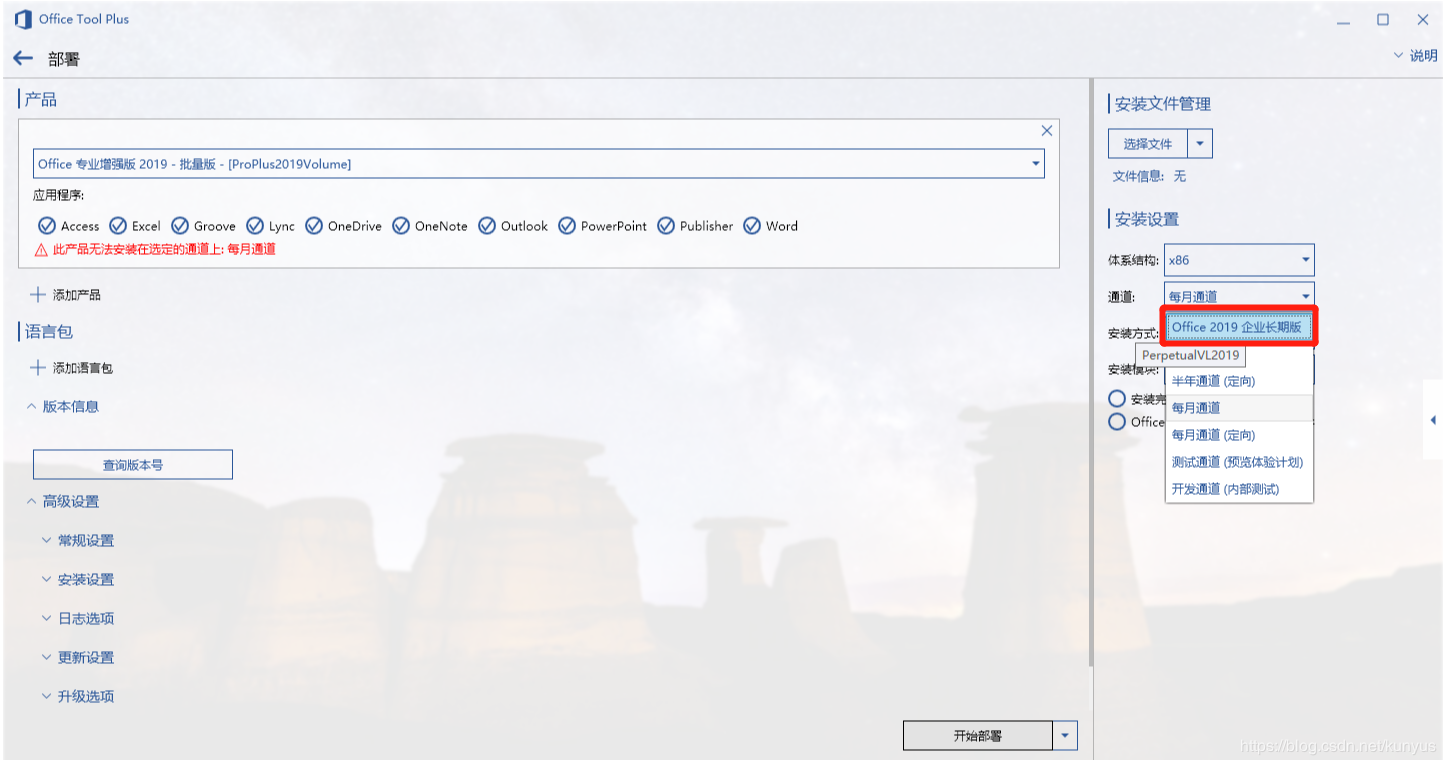 Office Tool Plus
部署
说明
产品
Office 专业增强版 2019 - 批量版 - [ProPlus2019Volume]
应用程序:
Access Excel Groove Lync OneDrive OneNote Outlook PowerPoint Publisher Word
此产品无法安装在选定的通道上: 每月通道
添加产品
语言包
添加语言包
版本信息
查询版本号
高级设置
常规设置
安装设置
日志选项
更新设置
升级选项
开始部署
安装文件管理
选择文件
文件信息: 无
安装设置
体系结构: x86
通道: 每月通道
Office 2019 企业长期版
安装方式:
PerpetualVL2019
安装模块:
半年通道 (定向)
安装完
每月通道
Office
每月通道 (定向)
测试通道 (预览体验计划)
开发通道 (内部测试)
https://blog.csdn.net/kunyus